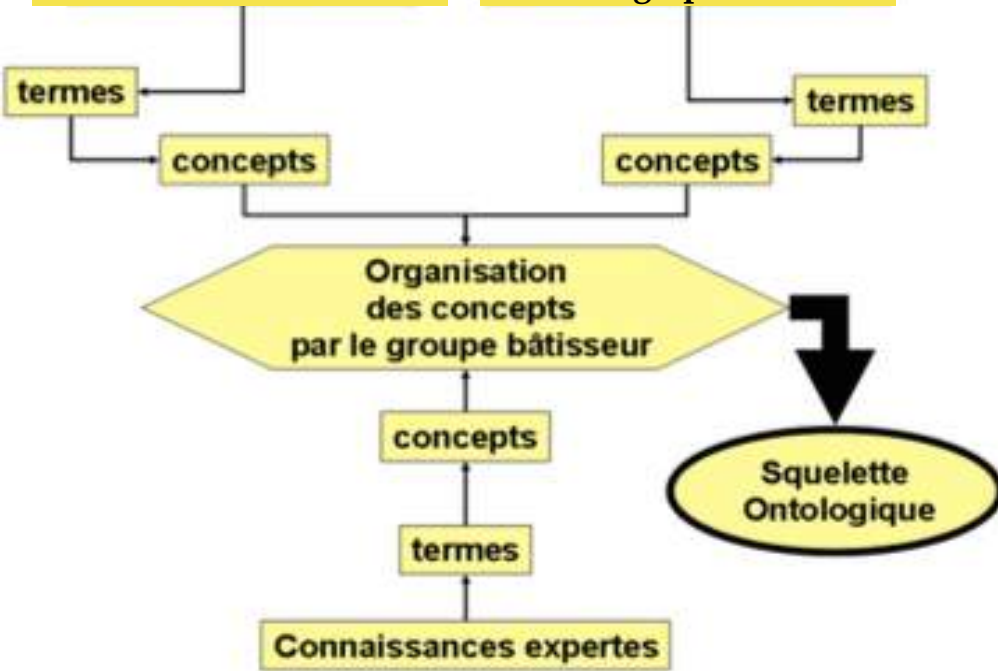 termes
termes
concepts
concepts
Organisation
des concepts
par le groupe bâtisseur
concepts
Squelette
Ontologique
termes
Connaissances expertes